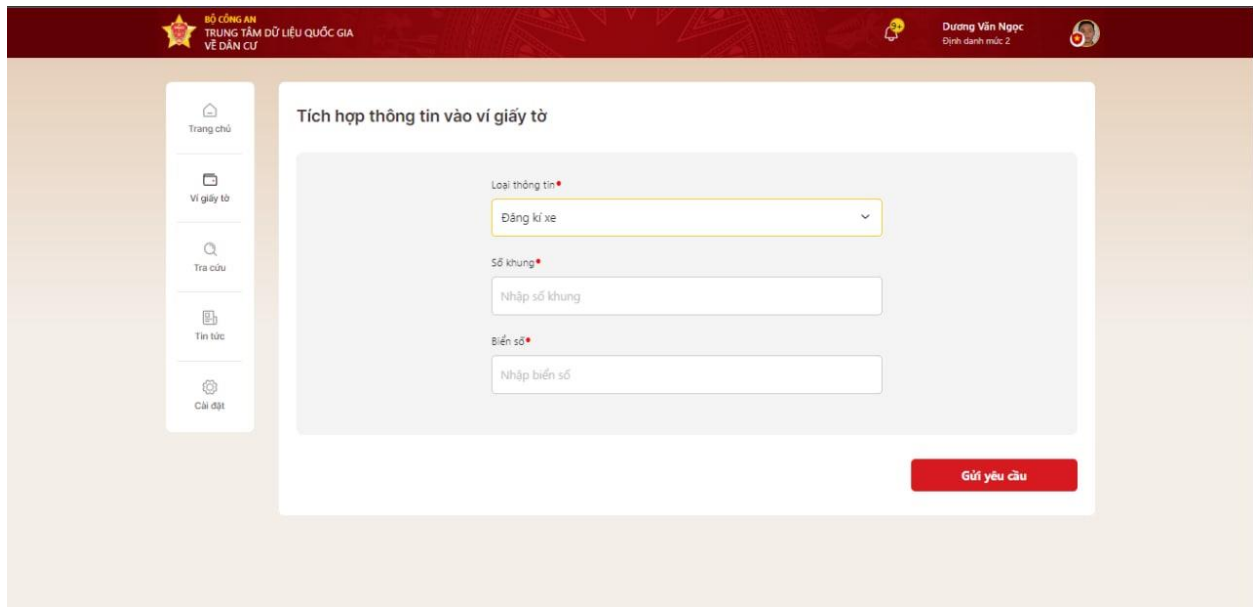 BỘ CÔNG AN
TRUNG TÂM DỮ LIỆU QUỐC GIA
VỀ DÂN CƯ
9+
Dương Văn Ngọc
Định danh mức 2
Trang chủ
Ví giấy tờ
Tra cứu
Tin tức
Cài đặt
Tích hợp thông tin vào ví giấy tờ
Loại thông tin
Đăng kí xe
Số khung
Nhập số khung
Biển số
Nhập biển số
Gửi yêu cầu